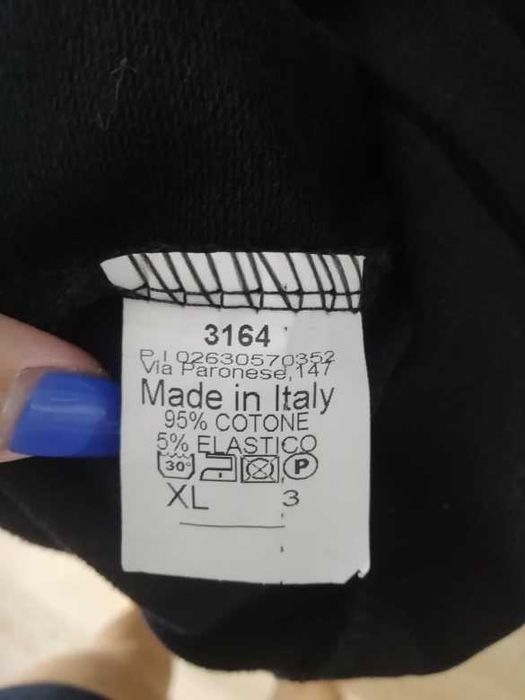 3164
P.I 02630570352
Via Paronese, 147
Made in Italy
95% COTONE
5% ELASTICO
30° P
XL 3